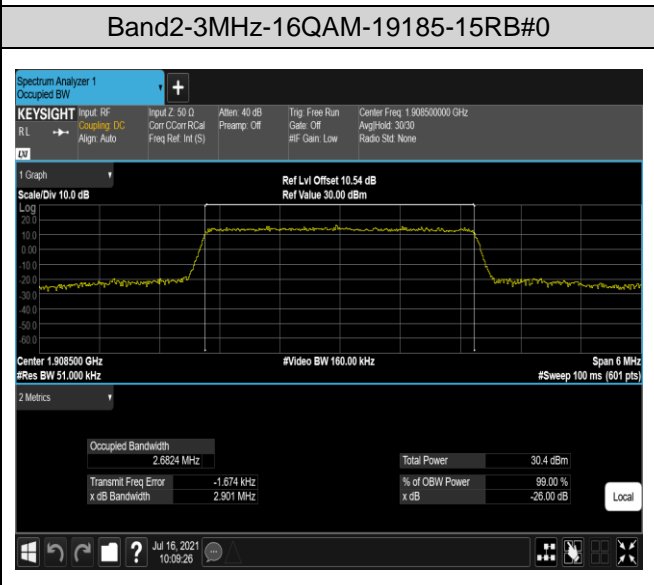 Band2-3MHz-16QAM-19185-15RB#0
Spectrum Analyzer 1
Occupied BW
KEYSIGHT Input: RF Input Z: 50 Ω Atten: 40 dB Trig: Free Run Center Freq: 1.908500000 GHz
RL Coupling: DC Corr CCorr RCal Preamp: Off Gate: Off Avg|Hold: 30/30
Align: Auto Freq Ref: Int (S) #IF Gain: Low Radio Std: None
LXI
1 Graph Ref Lvl Offset 10.54 dB
Scale/Div 10.0 dB Ref Value 30.00 dBm
Log
20.0
10.0
0.00
-10.0
-20.0
-30.0
-40.0
-50.0
-60.0
Center 1.908500 GHz #Video BW 160.00 kHz Span 6 MHz
#Res BW 51.000 kHz #Sweep 100 ms (601 pts)
2 Metrics
Occupied Bandwidth
2.6824 MHz Total Power 30.4 dBm
Transmit Freq Error -1.674 kHz % of OBW Power 99.00 %
x dB Bandwidth 2.901 MHz x dB -26.00 dB
Local
? Jul 16, 2021
10:09:26